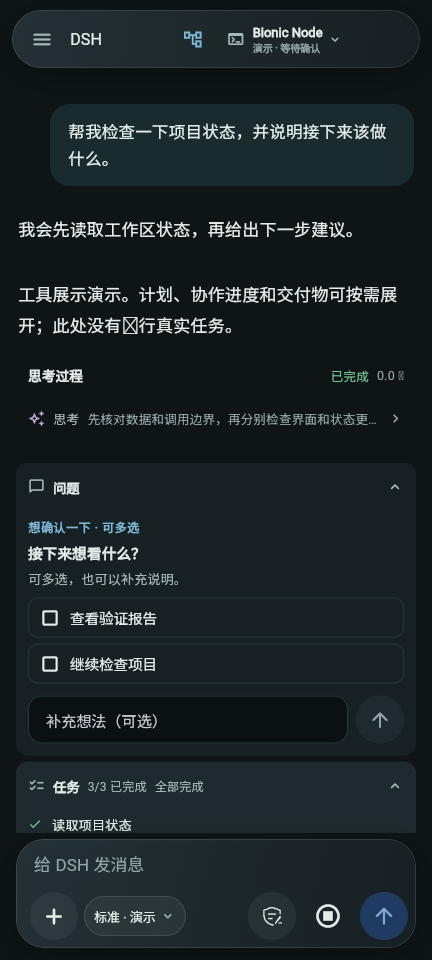 DSH
Bionic Node
演示 · 等待确认
帮我检查一下项目状态，并说明接下来该做
什么。
我会先读取工作区状态，再给出下一步建议。
工具展示演示。计划、协作进度和交付物可按需展
开；此处没有行真实任务。
思考过程
已完成 0.0
思考 先核对数据和调用边界，再分别检查界面和状态更...
问题
想确认一下 · 可多选
接下来想看什么？
可多选，也可以补充说明。
查看验证报告
继续检查项目
补充想法（可选）
任务 3/3 已完成 全部完成
读取项目状态
给 DSH 发消息
标准 · 演示